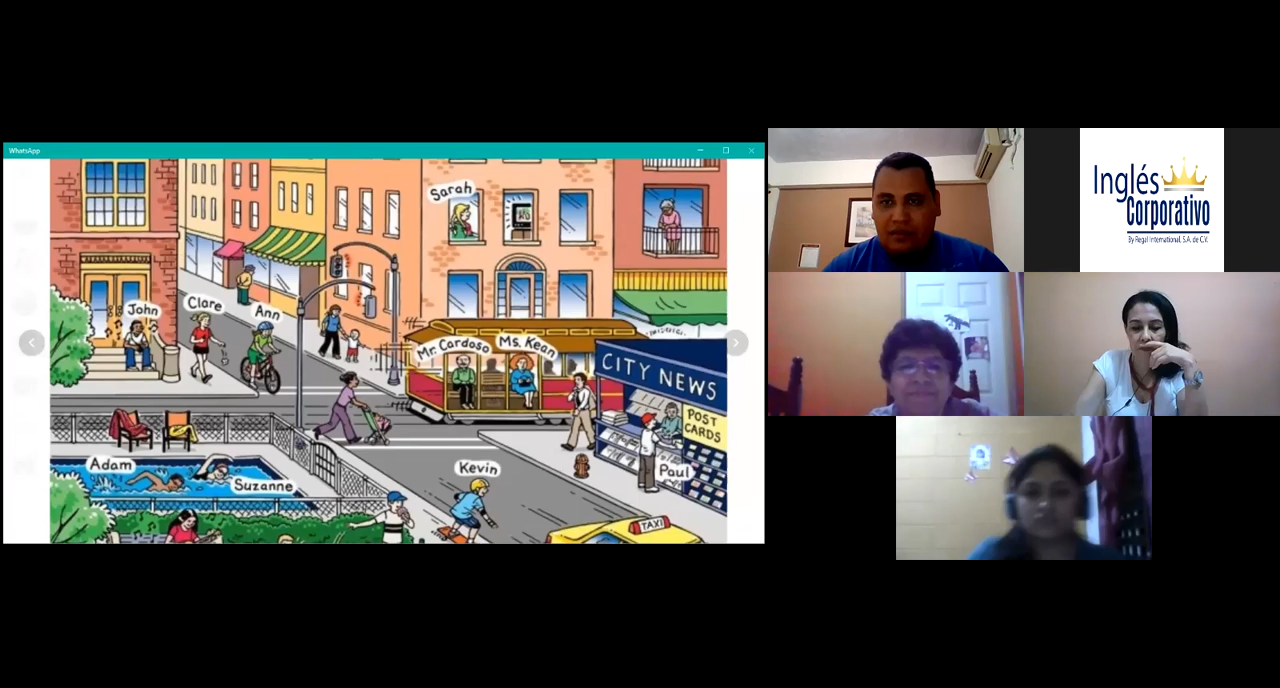 WhatsApp
Sarah
John
Clare
Ann
Mr. Cardoso
Ms. Kean
CITY NEWS
POST
CARDS
Adam
Suzanne
Kevin
Paul
TAXI
Inglés
Corporativo
By Regal International, S.A. de C.V.